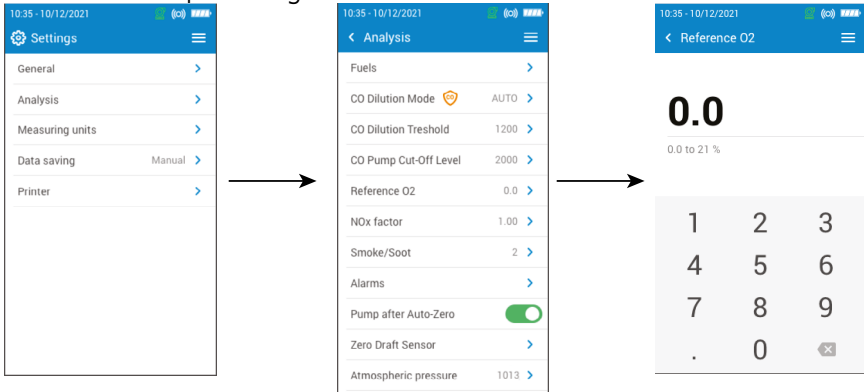 10:35 - 10/12/2021
Settings
General
Analysis
Measuring units
Data saving Manual
Printer
10:35 - 10/12/2021
Analysis
Fuels
CO Dilution Mode CO AUTO
CO Dilution Treshold 1200
CO Pump Cut-Off Level 2000
Reference O2 0.0
NOx factor 1.00
Smoke/Soot 2
Alarms
Pump after Auto-Zero
Zero Draft Sensor
Atmospheric pressure 1013
10:35 - 10/12/2021
Reference O2
0.0
0.0 to 21 %
1 2 3
4 5 6
7 8 9
. 0